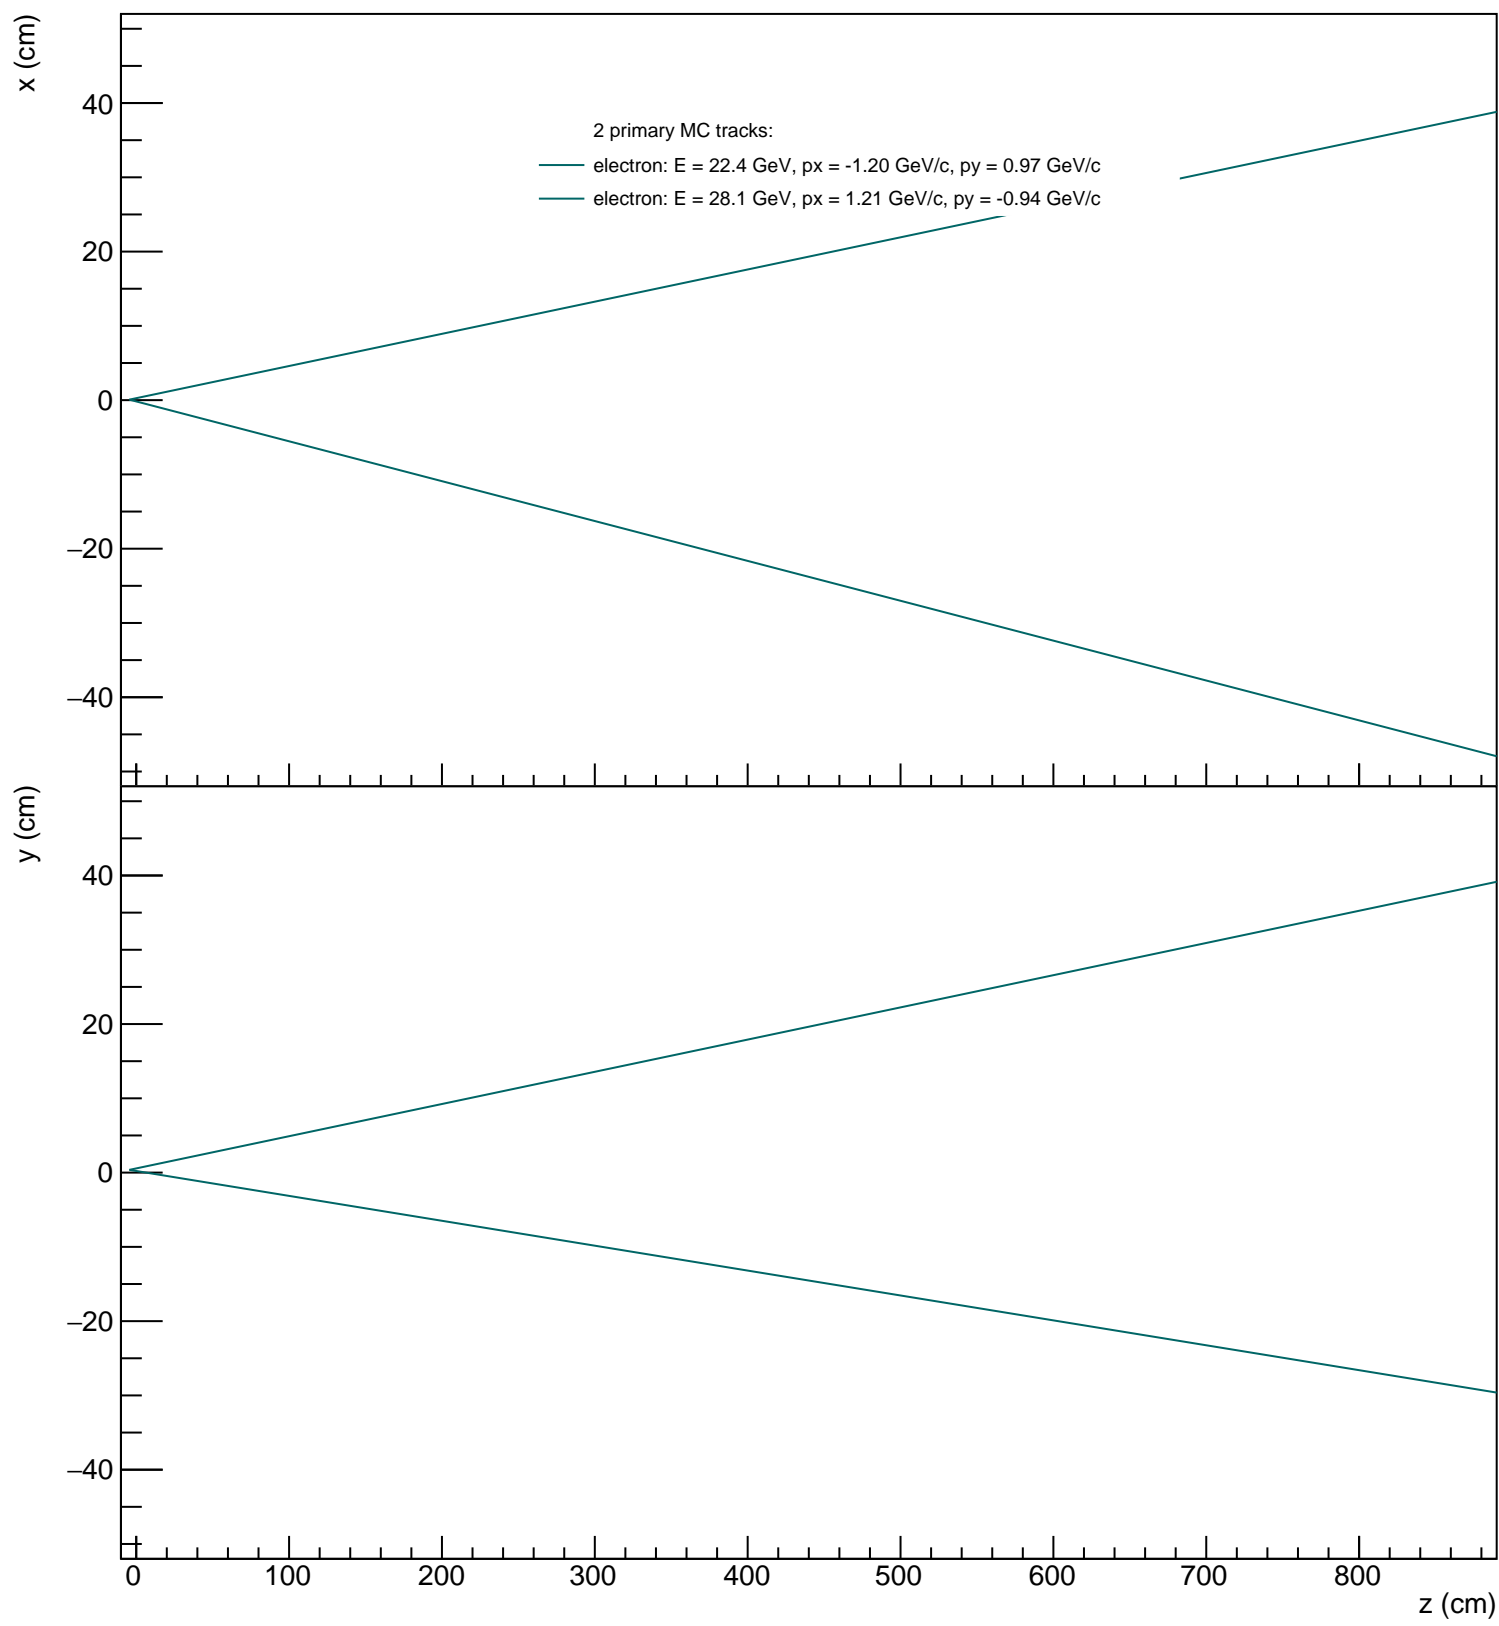 x (cm)
40
20
0
−20
−40
2 primary MC tracks:
electron: E = 22.4 GeV, px = -1.20 GeV/c, py = 0.97 GeV/c
electron: E = 28.1 GeV, px = 1.21 GeV/c, py = -0.94 GeV/c
y (cm)
40
20
0
−20
−40
0 100 200 300 400 500 600 700 800
z (cm)